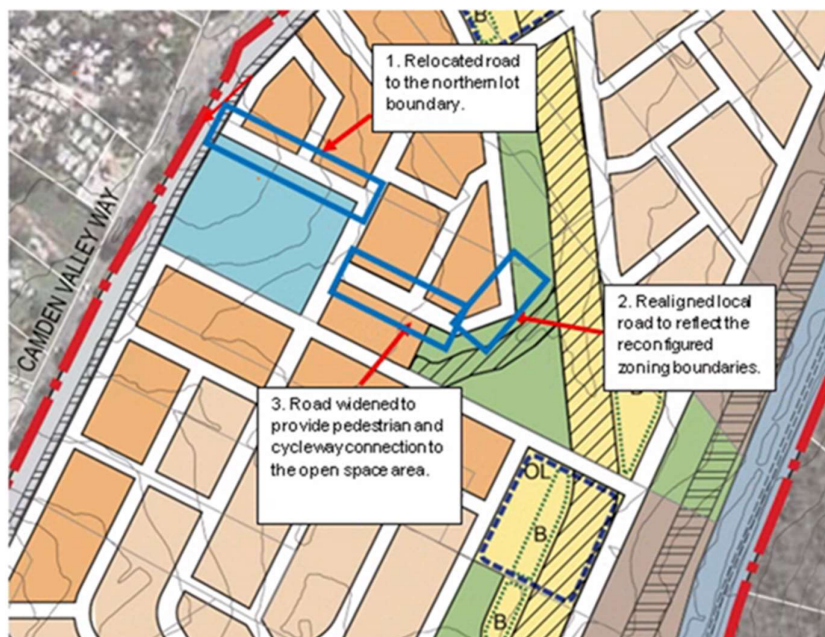 B
1. Relocated road
to the northern lot
boundary.
CAMDEN VALLEY WAY
2. Realigned local
road to reflect the
reconfigured
zoning boundaries.
B
3. Road widened to
provide pedestrian and
cycleway connection to
the open space area.
OL
B
B